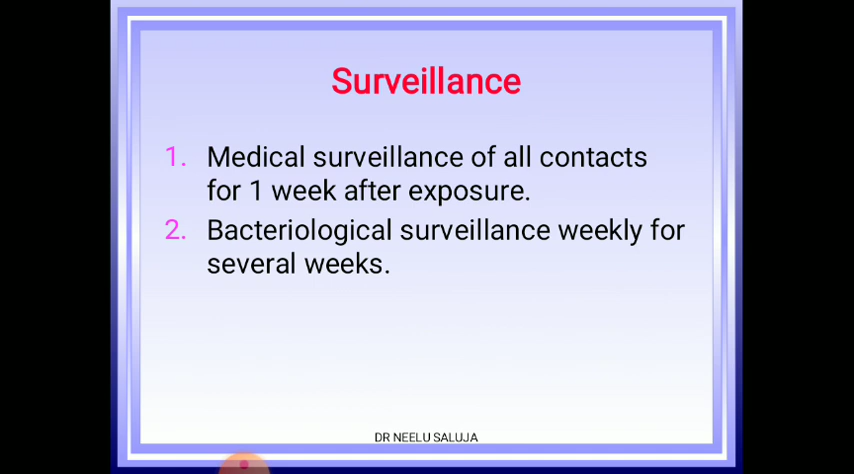 Surveillance
1. Medical surveillance of all contacts
for 1 week after exposure.
2. Bacteriological surveillance weekly for
several weeks.
DR NEELU SALUJA